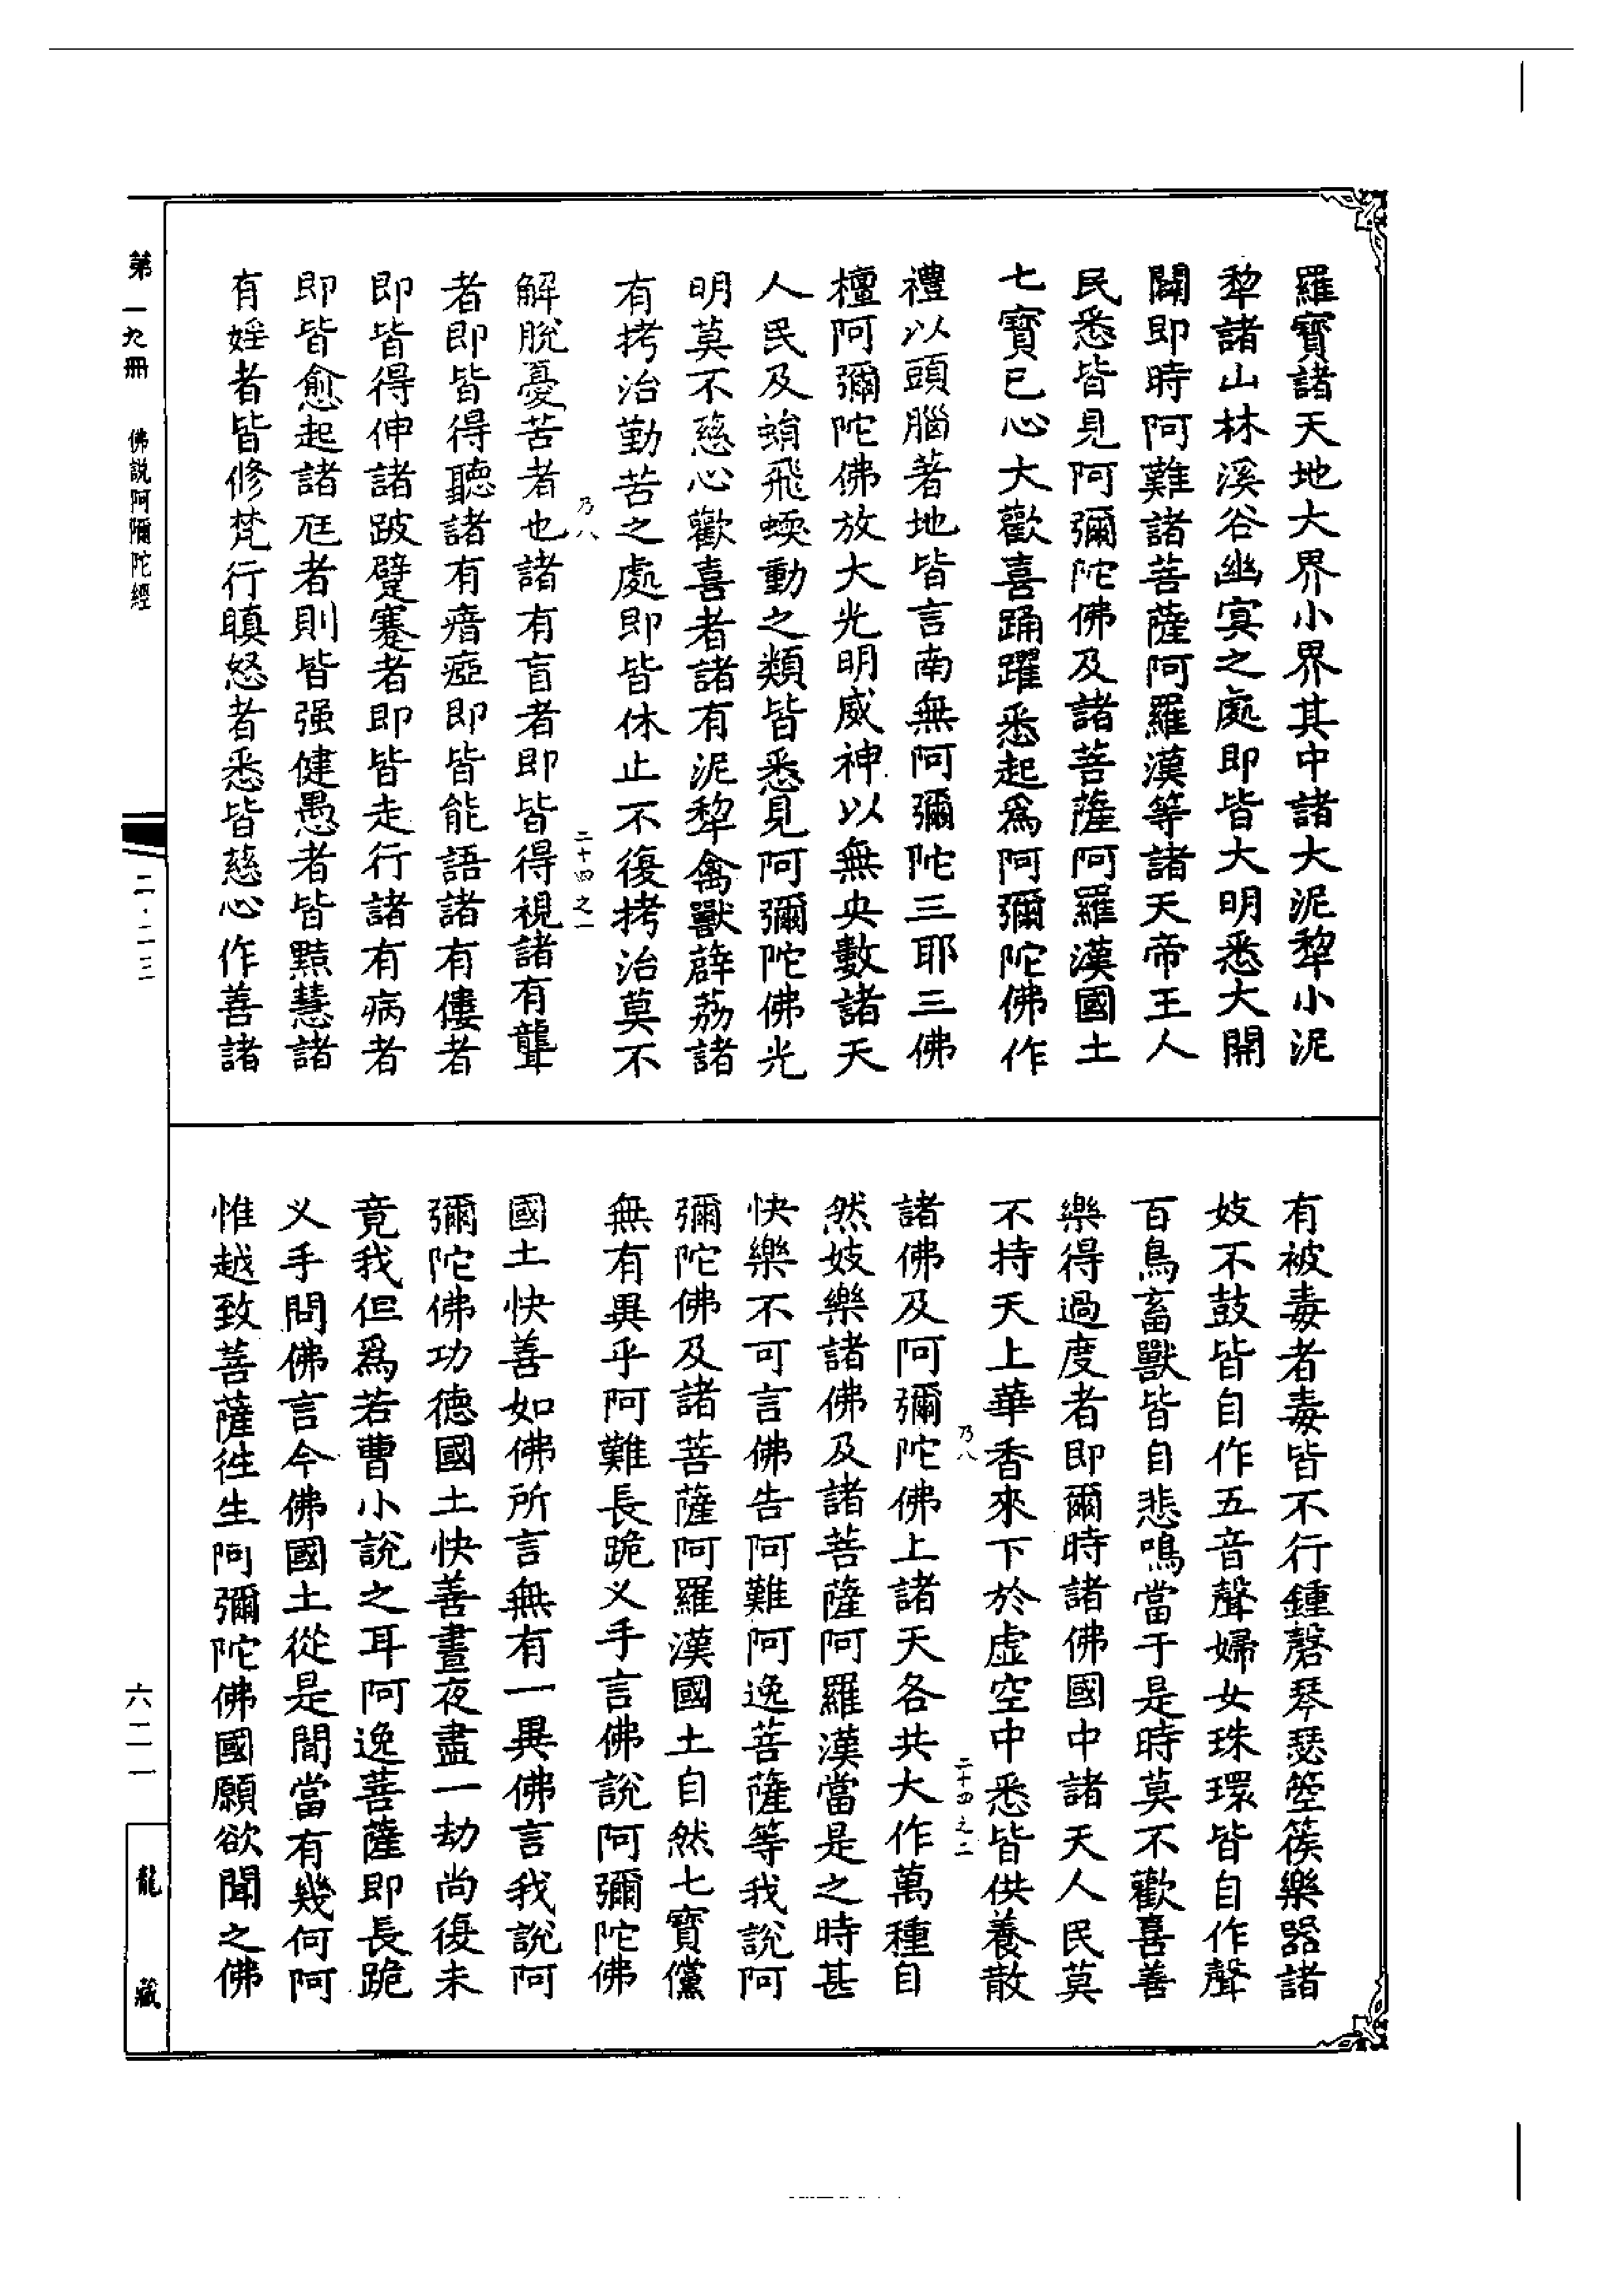 羅寶諸天地大界小界其中諸大泥犂小泥
犂諸山林溪谷幽冥之處即皆大明悉大開
闢即時阿難諸菩薩阿羅漢等諸天帝王人
民悉皆見阿彌陀佛及諸菩薩阿羅漢國土
七寶已心大歡喜踊躍悉起爲阿彌陀佛作
禮以頭腦著地皆言南無阿彌陀三耶三佛
檀阿彌陀佛放大光明威神以無央數諸天
人民及蜎飛蝡動之類皆悉見阿彌陀佛光
明莫不慈心歡喜者諸有泥犂禽獸薜荔諸
有拷治勤苦之處即皆休止不復拷治莫不
乃八 二十四之一
解脫憂苦者也諸有盲者即皆得視諸有聾
者即皆得聽諸有瘖瘂即皆能語諸有僂者
即皆得伸諸跛躄蹇者即皆走行諸有病者
即皆愈起諸尫者則皆强健愚者皆黠慧諸
有婬者皆修梵行瞋怒者悉皆慈心作善諸
有被毒者毒皆不行鍾磬琴瑟箜篌樂器諸
妓不鼓皆自作五音聲婦女珠環皆自作聲
百鳥畜獸皆自悲鳴當于是時莫不歡喜善
樂得過度者即爾時諸佛國中諸天人民莫
不持天上華香來下於虛空中悉皆供養散
乃八 二十四之二
諸佛及阿彌陀佛上諸天各共大作萬種自
然妓樂諸佛及諸菩薩阿羅漢當是之時甚
快樂不可言佛告阿難阿逸菩薩等我說阿
彌陀佛及諸菩薩阿羅漢國土自然七寶儻
無有異乎阿難長跪义手言佛說阿彌陀佛
國土快善如佛所言無有一異佛言我說阿
彌陀佛功德國土快善晝夜盡一劫尚復未
竟我但爲若曹小說之耳阿逸菩薩即長跪
义手問佛言今佛國土從是間當有幾何阿
惟越致菩薩徃生阿彌陀佛國願欲聞之佛
第一九冊 佛説阿彌陀經
二·二三
六二一
龍藏